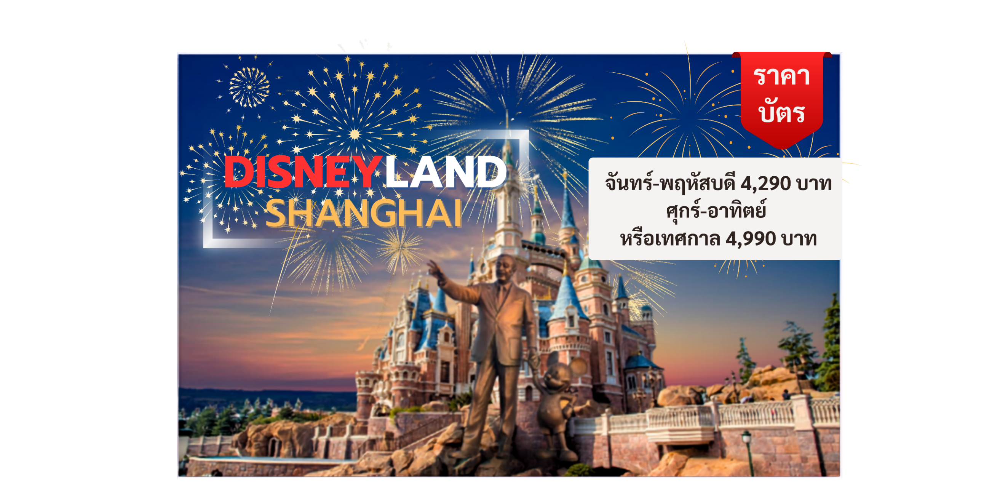 DISNEYLAND
SHANGHAI
ราคา
บัตร
จันทร์-พฤหัสบดี 4,290 บาท
ศุกร์-อาทิตย์
หรือเทศกาล 4,990 บาท